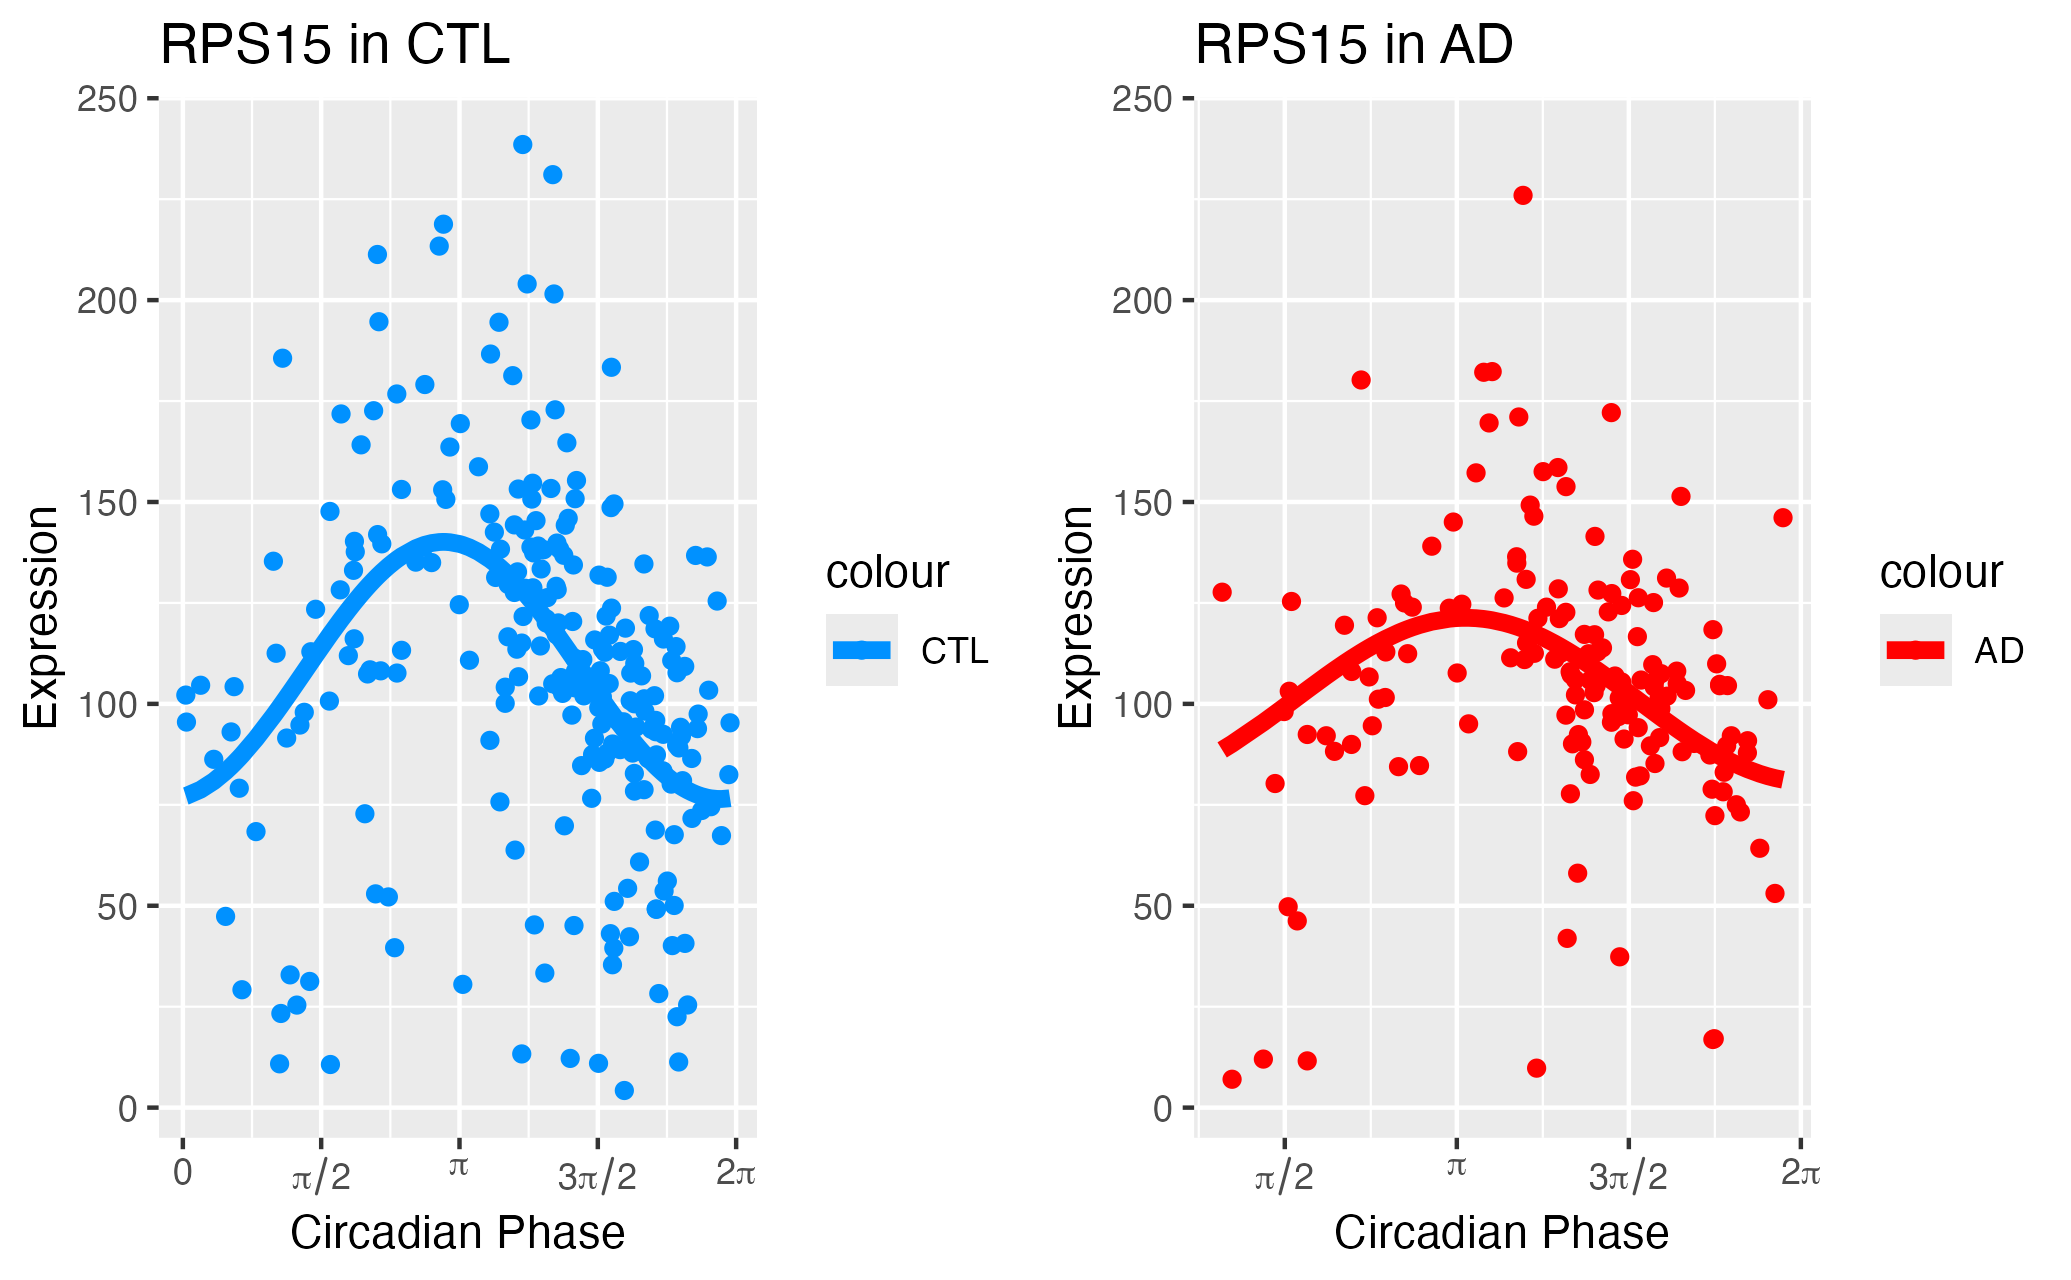 RPS15 in CTL
250
200
150
100
50
0
Expression
0
π/2
π
3π/2
2π
Circadian Phase
colour
CTL
RPS15 in AD
250
200
150
100
50
0
Expression
π/2
π
3π/2
2π
Circadian Phase
colour
AD